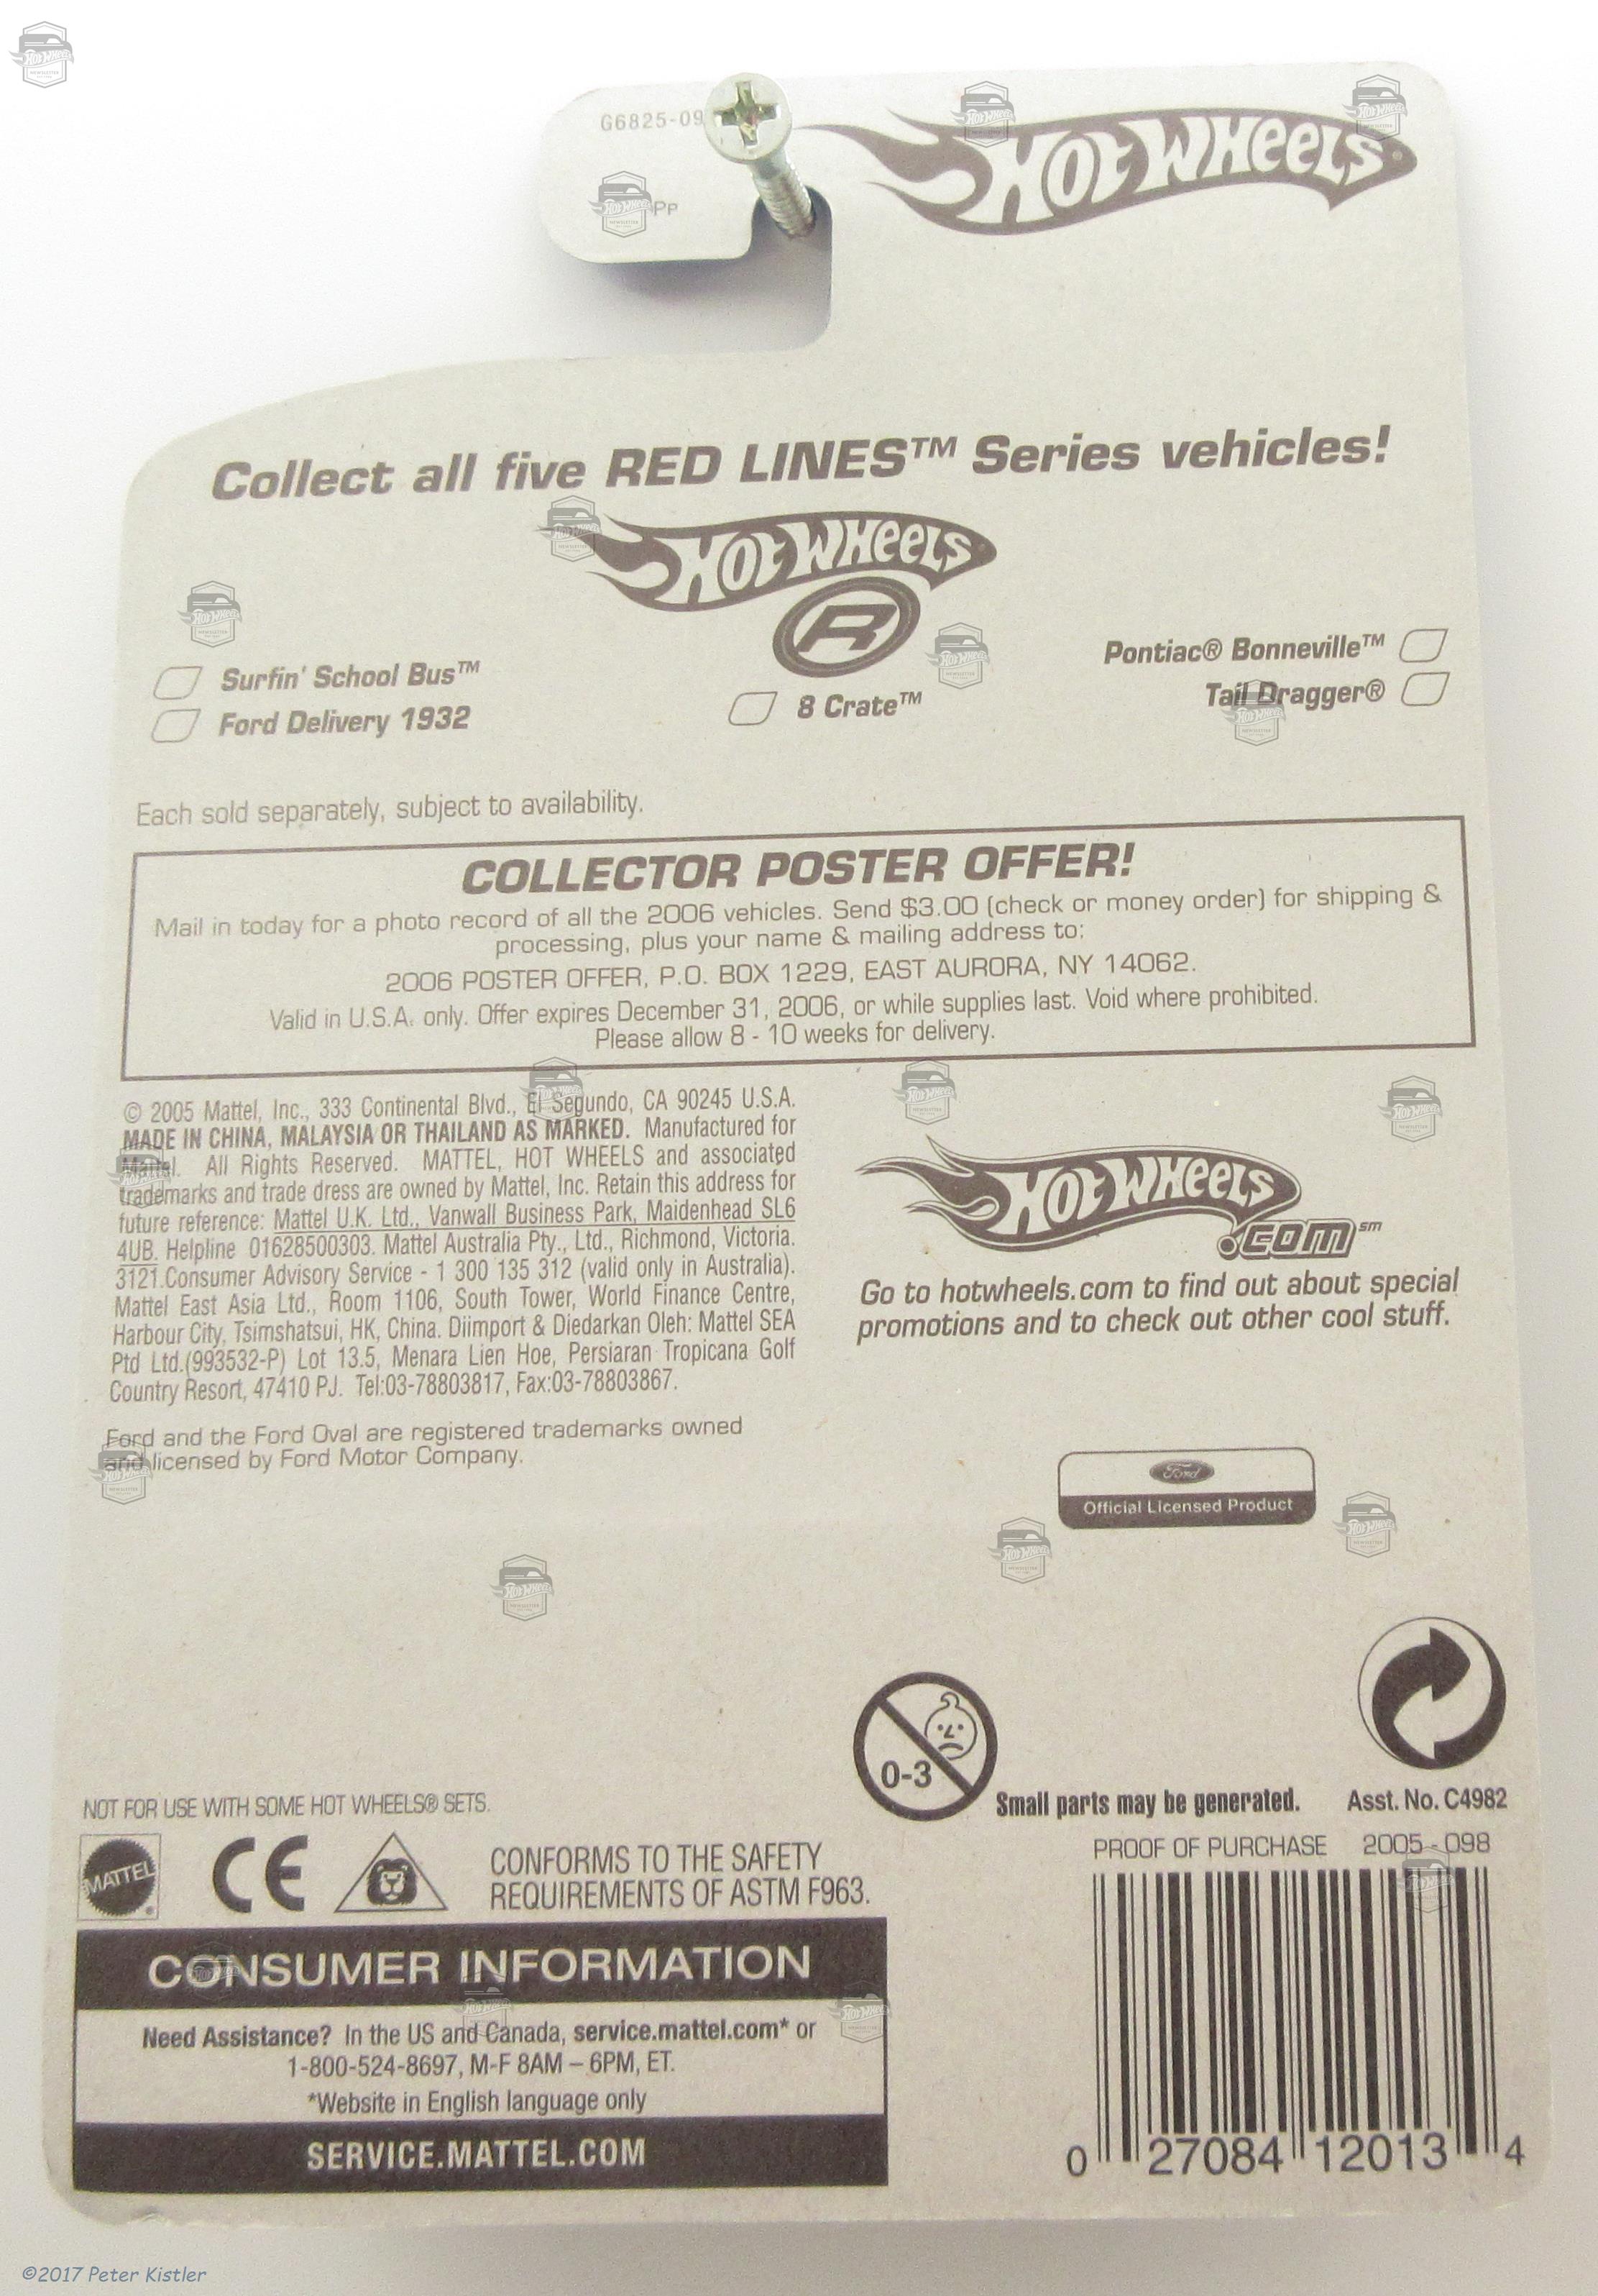 G6825-09
Pp
HOT WHEELS
Collect all five RED LINES™ Series vehicles!
HOT WHEELS
R
Surfin' School Bus™
Ford Delivery 1932
8 Crate™
Pontiac® Bonneville™
Tail Dragger®
Each sold separately, subject to availability.
COLLECTOR POSTER OFFER!
Mail in today for a photo record of all the 2006 vehicles. Send $3.00 (check or money order) for shipping &
processing, plus your name & mailing address to:
2006 POSTER OFFER, P.O. BOX 1229, EAST AURORA, NY 14062.
Valid in U.S.A. only. Offer expires December 31, 2006, or while supplies last. Void where prohibited.
Please allow 8 - 10 weeks for delivery.
© 2005 Mattel, Inc., 333 Continental Blvd., El Segundo, CA 90245 U.S.A.
MADE IN CHINA, MALAYSIA OR THAILAND AS MARKED. Manufactured for
Mattel. All Rights Reserved. MATTEL, HOT WHEELS and associated
trademarks and trade dress are owned by Mattel, Inc. Retain this address for
future reference: Mattel U.K. Ltd., Vanwall Business Park, Maidenhead SL6
4UB. Helpline 01628500303. Mattel Australia Pty., Ltd., Richmond, Victoria.
3121.Consumer Advisory Service - 1 300 135 312 (valid only in Australia).
Mattel East Asia Ltd., Room 1106, South Tower, World Finance Centre,
Harbour City, Tsimshatsui, HK, China. Diimport & Diedarkan Oleh: Mattel SEA
Ptd Ltd.(993532-P) Lot 13.5, Menara Lien Hoe, Persiaran Tropicana Golf
Country Resort, 47410 PJ. Tel:03-78803817, Fax:03-78803867.
Ford and the Ford Oval are registered trademarks owned
and licensed by Ford Motor Company.
HOT WHEELS
.COM℠
Go to hotwheels.com to find out about special
promotions and to check out other cool stuff.
Ford
Official Licensed Product
0-3
Small parts may be generated.
Asst. No. C4982
NOT FOR USE WITH SOME HOT WHEELS® SETS.
MATTEL®
CE
CONFORMS TO THE SAFETY
REQUIREMENTS OF ASTM F963.
PROOF OF PURCHASE 2005 - 098
CONSUMER INFORMATION
Need Assistance? In the US and Canada, service.mattel.com* or
1-800-524-8697, M-F 8AM – 6PM, ET.
*Website in English language only
SERVICE.MATTEL.COM
0 27084 12013 4
©2017 Peter Kistler